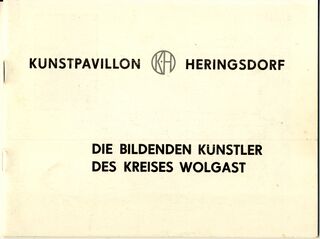 KUNSTPAVILLON KH HERINGSDORF
DIE BILDENDEN KÜNSTLER
DES KREISES WOLGAST